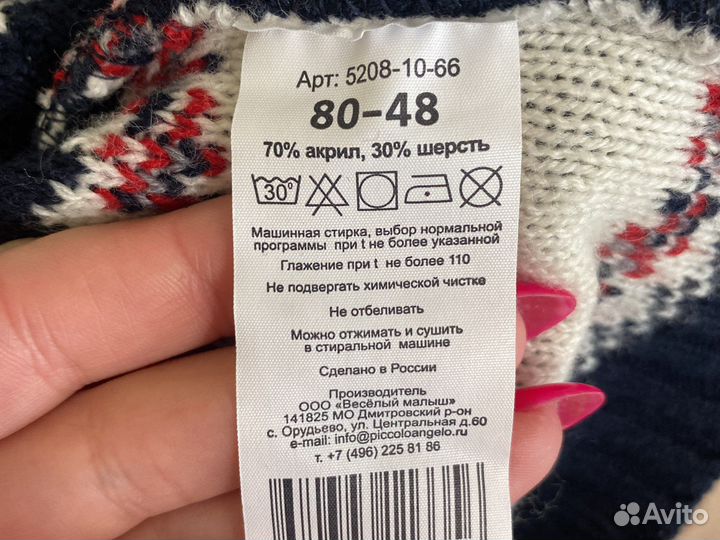 Арт: 5208-10-66
80-48
70% акрил, 30% шерсть
30°
Машинная стирка, выбор нормальной
программы при t не более указанной
Глажение при t не более 110
Не подвергать химической чистке
Не отбеливать
Можно отжимать и сушить
в стиральной машине
Сделано в России
Производитель
ООО «Весёлый малыш»
141825 МО Дмитровский р-он
с. Орудьево, ул. Центральная д.60
e-mail: info@piccoloangelo.ru
т. +7 (496) 225 81 86
Avito